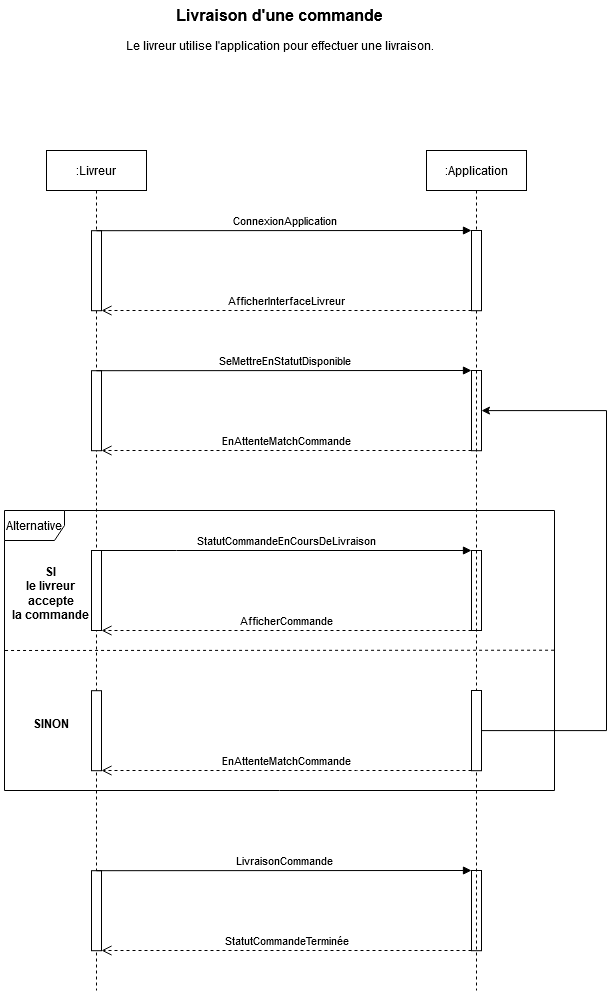 Livraison d'une commande
Le livreur utilise l'application pour effectuer une livraison.
:Livreur
:Application
ConnexionApplication
AfficherInterfaceLivreur
SeMettreEnStatutDisponible
EnAttenteMatchCommande
Alternative
StatutCommandeEnCoursDeLivraison
SI
le livreur
accepte
la commande
AfficherCommande
SINON
EnAttenteMatchCommande
LivraisonCommande
StatutCommandeTerminée